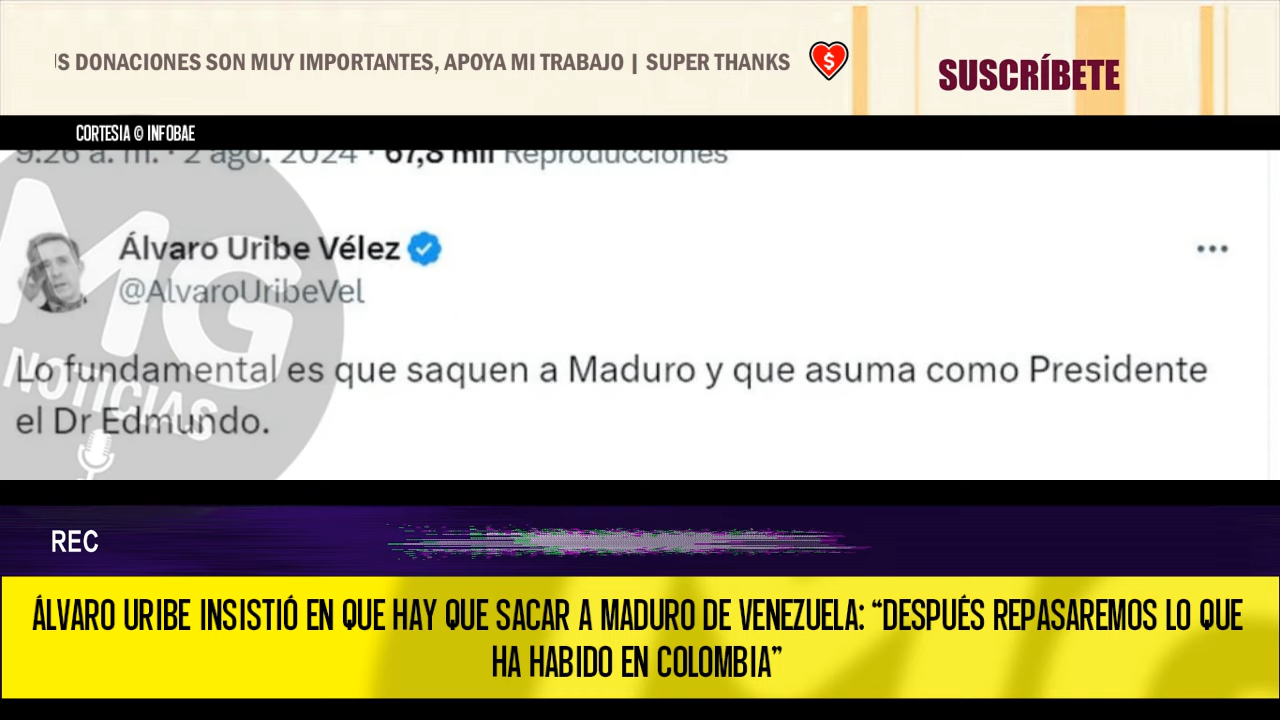 S DONACIONES SON MUY IMPORTANTES, APOYA MI TRABAJO | SUPER THANKS
SUSCRÍBETE
CORTESIA © INFOBAE
9:26 a. m. · 2 ago. 2024 · 67,8 mil Reproducciones
Álvaro Uribe Vélez
@AlvaroUribeVel
Lo fundamental es que saquen a Maduro y que asuma como Presidente
el Dr Edmundo.
MG
NOTICIAS
REC
ÁLVARO URIBE INSISTIÓ EN QUE HAY QUE SACAR A MADURO DE VENEZUELA: “DESPUÉS REPASAREMOS LO QUE
HA HABIDO EN COLOMBIA”